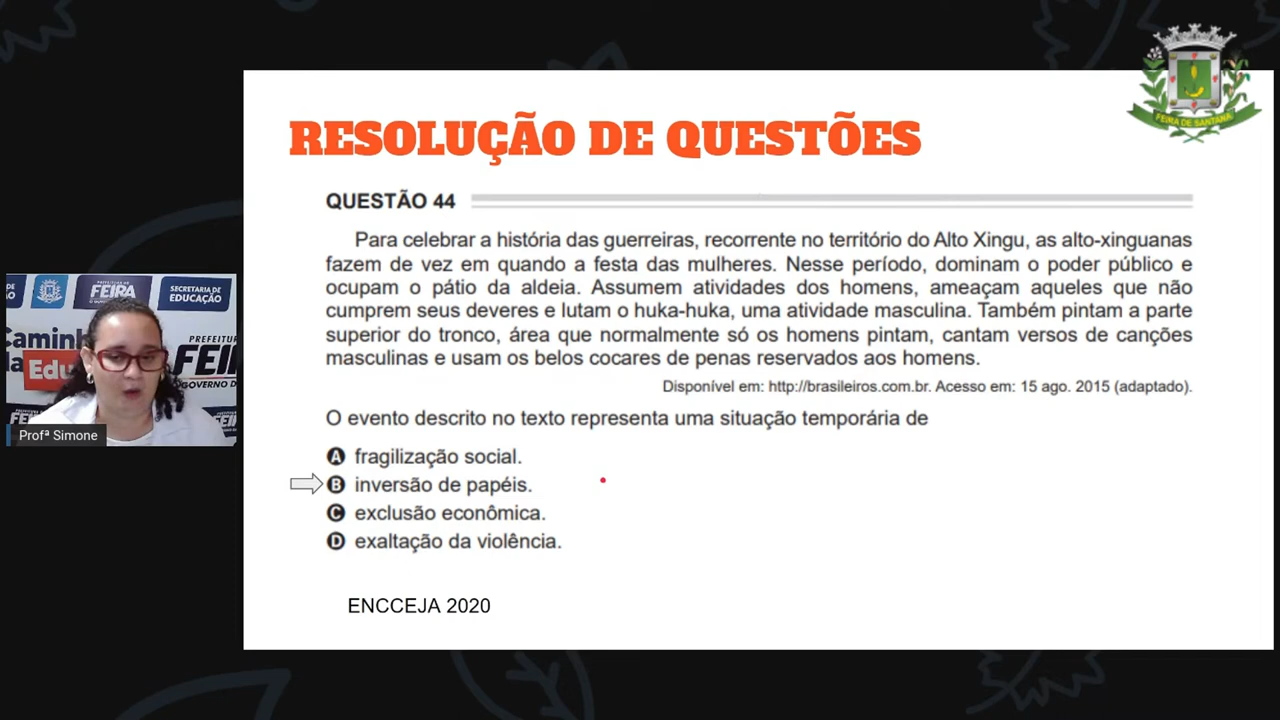 FEIRA DE SANTANA
RESOLUÇÃO DE QUESTÕES
QUESTÃO 44
Para celebrar a história das guerreiras, recorrente no território do Alto Xingu, as alto-xinguanas
fazem de vez em quando a festa das mulheres. Nesse período, dominam o poder público e
ocupam o pátio da aldeia. Assumem atividades dos homens, ameaçam aqueles que não
cumprem seus deveres e lutam o huka-huka, uma atividade masculina. Também pintam a parte
superior do tronco, área que normalmente só os homens pintam, cantam versos de canções
masculinas e usam os belos cocares de penas reservados aos homens.
Disponível em: http://brasileiros.com.br. Acesso em: 15 ago. 2015 (adaptado).
O evento descrito no texto representa uma situação temporária de
A fragilização social.
B inversão de papéis.
C exclusão econômica.
D exaltação da violência.
ENCCEJA 2020
FEIRA
SECRETARIA DE
EDUCAÇÃO
Caminh
da
Edu
PREFEITUR
FEI
GOVERNO D
Profª Simone